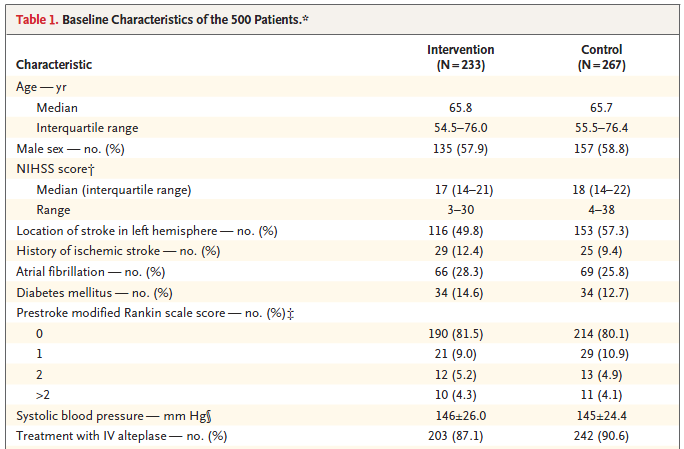 Table 1. Baseline Characteristics of the 500 Patients.*
Characteristic Intervention (N=233) Control (N=267)
Age — yr
Median 65.8 65.7
Interquartile range 54.5–76.0 55.5–76.4
Male sex — no. (%) 135 (57.9) 157 (58.8)
NIHSS score†
Median (interquartile range) 17 (14–21) 18 (14–22)
Range 3–30 4–38
Location of stroke in left hemisphere — no. (%) 116 (49.8) 153 (57.3)
History of ischemic stroke — no. (%) 29 (12.4) 25 (9.4)
Atrial fibrillation — no. (%) 66 (28.3) 69 (25.8)
Diabetes mellitus — no. (%) 34 (14.6) 34 (12.7)
Prestroke modified Rankin scale score — no. (%)‡
0 190 (81.5) 214 (80.1)
1 21 (9.0) 29 (10.9)
2 12 (5.2) 13 (4.9)
>2 10 (4.3) 11 (4.1)
Systolic blood pressure — mm Hg§ 146±26.0 145±24.4
Treatment with IV alteplase — no. (%) 203 (87.1) 242 (90.6)